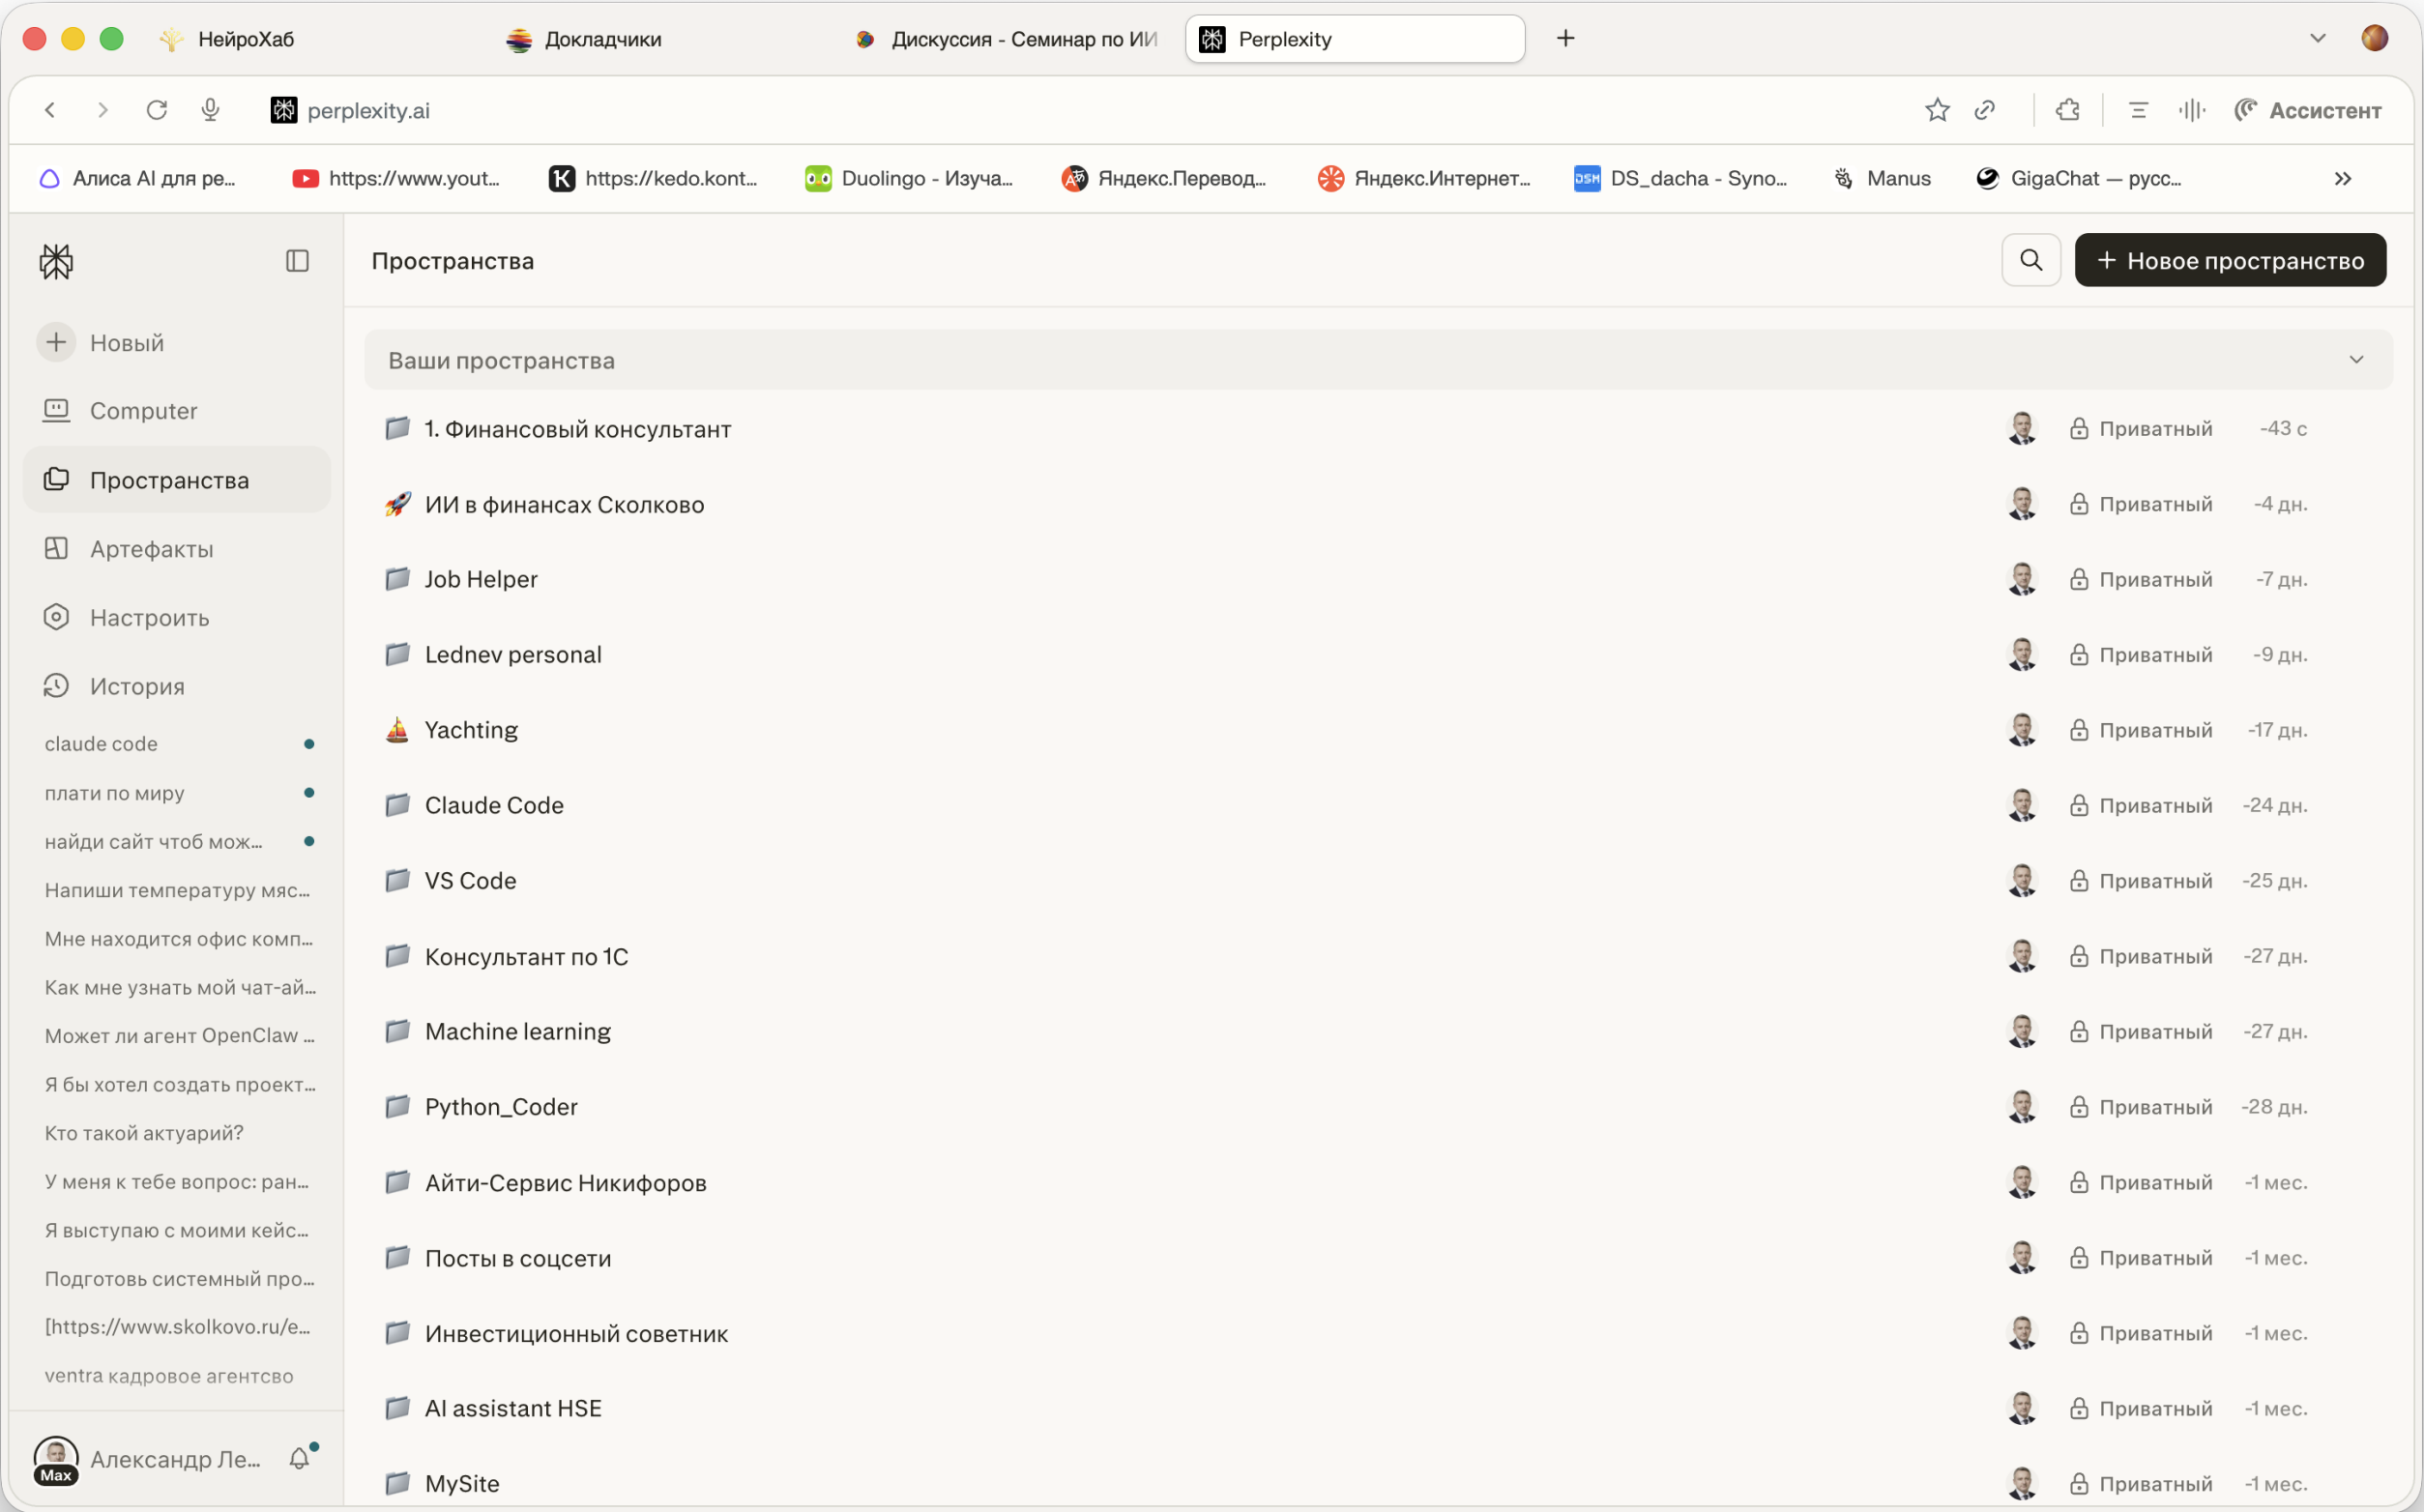 НейроХаб
Докладчики
Дискуссия - Семинар по ИИ
Perplexity
perplexity.ai
Ассистент
Алиса AI для ре...
https://www.yout...
https://kedo.kont...
Duolingo - Изуча...
Яндекс.Перевод...
Яндекс.Интернет...
DSM DS_dacha - Syno...
Manus
GigaChat — русс...
Пространства
Новое пространство
Новый
Computer
Пространства
Артефакты
Настроить
История
claude code
плати по миру
найди сайт чтоб мож...
Напиши температуру мяс...
Мне находится офис комп...
Как мне узнать мой чат-ай...
Может ли агент OpenClaw ...
Я бы хотел создать проект...
Кто такой актуарий?
У меня к тебе вопрос: ран...
Я выступаю с моими кейс...
Подготовь системный про...
[https://www.skolkovo.ru/e...
ventra кадровое агентсво
Александр Ле...
Max
Ваши пространства
1. Финансовый консультант Приватный -43 с
ИИ в финансах Сколково Приватный -4 дн.
Job Helper Приватный -7 дн.
Lednev personal Приватный -9 дн.
Yachting Приватный -17 дн.
Claude Code Приватный -24 дн.
VS Code Приватный -25 дн.
Консультант по 1С Приватный -27 дн.
Machine learning Приватный -27 дн.
Python_Coder Приватный -28 дн.
Айти-Сервис Никифоров Приватный -1 мес.
Посты в соцсети Приватный -1 мес.
Инвестиционный советник Приватный -1 мес.
AI assistant HSE Приватный -1 мес.
MySite Приватный -1 мес.